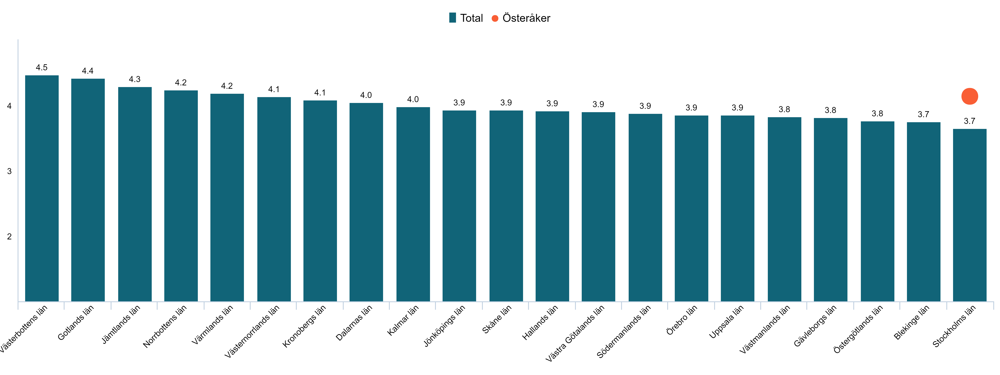 Total Österåker
4.5 4.4 4.3 4.2 4.2 4.1 4.1 4.0 4.0 3.9 3.9 3.9 3.9 3.9 3.9 3.9 3.8 3.8 3.8 3.7 3.7
4
3
2
Västerbottens län
Gotlands län
Jämtlands län
Norrbottens län
Värmlands län
Västernorrlands län
Kronobergs län
Dalarnas län
Kalmar län
Jönköpings län
Skåne län
Hallands län
Västra Götalands län
Södermanlands län
Örebro län
Uppsala län
Västmanlands län
Gävleborgs län
Östergötlands län
Blekinge län
Stockholms län